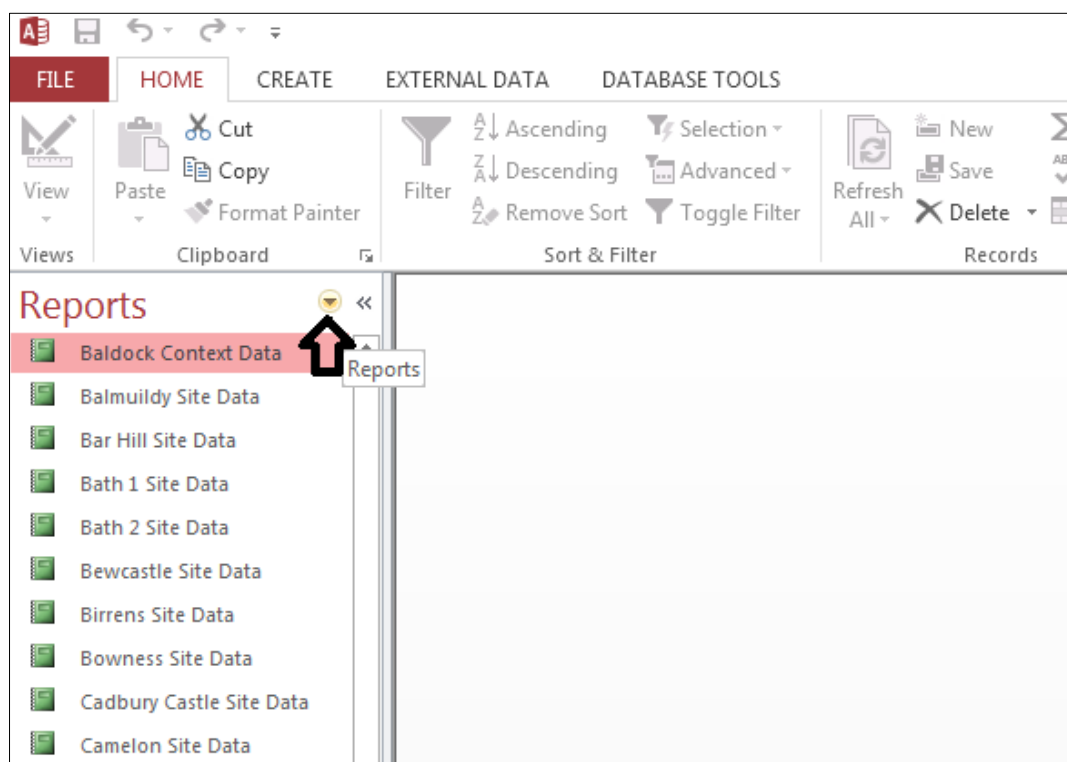 FILE HOME CREATE EXTERNAL DATA DATABASE TOOLS
View
Views
Paste
Cut
Copy
Format Painter
Clipboard
Filter
Ascending
Descending
Remove Sort
Selection
Advanced
Toggle Filter
Sort & Filter
Refresh
All
New
Save
Delete
Records
Reports
Reports
Baldock Context Data
Balmuildy Site Data
Bar Hill Site Data
Bath 1 Site Data
Bath 2 Site Data
Bewcastle Site Data
Birrens Site Data
Bowness Site Data
Cadbury Castle Site Data
Camelon Site Data